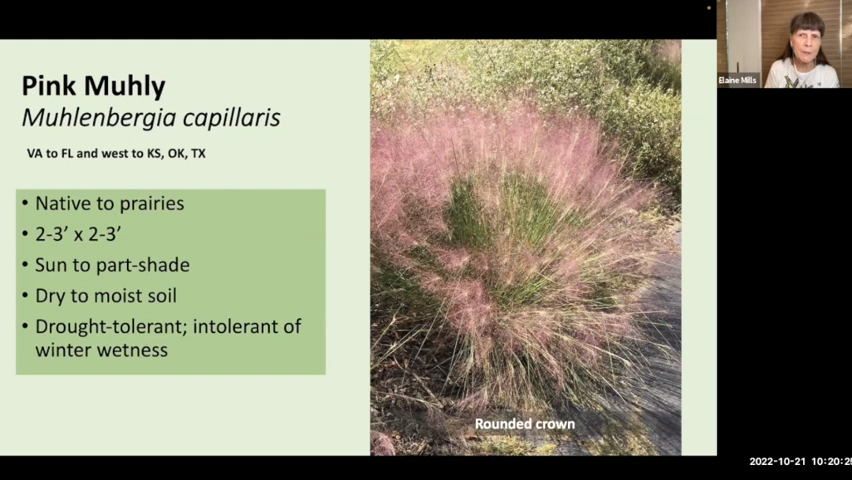 Pink Muhly
Muhlenbergia capillaris
VA to FL and west to KS, OK, TX
• Native to prairies
• 2-3’ x 2-3’
• Sun to part-shade
• Dry to moist soil
• Drought-tolerant; intolerant of
winter wetness
Rounded crown
Elaine Mills
2022-10-21 10:20:25